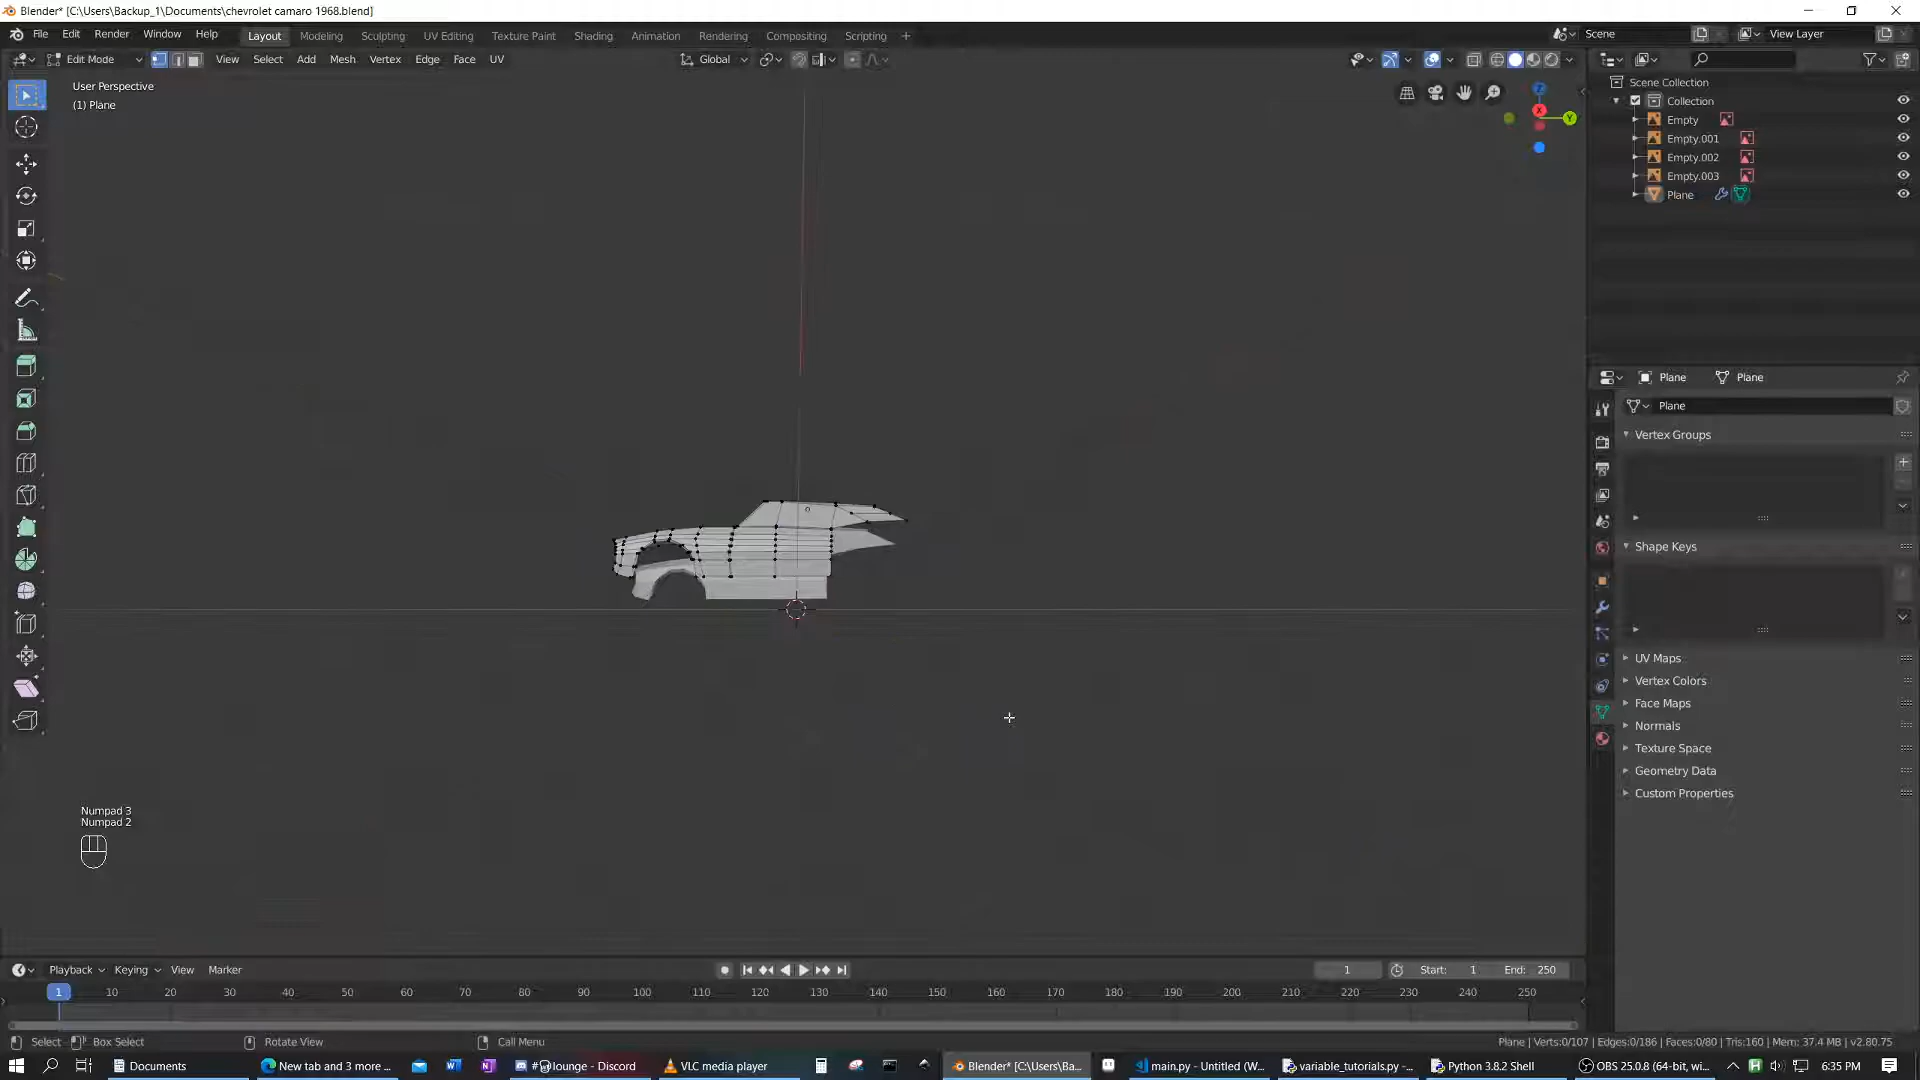 Blender* [C:\Users\Backup_1\Documents\chevrolet camaro 1968.blend]
File Edit Render Window Help Layout Modeling Sculpting UV Editing Texture Paint Shading Animation Rendering Compositing Scripting + Scene View Layer
Edit Mode View Select Add Mesh Vertex Edge Face UV Global
User Perspective
(1) Plane
X
Y
Scene Collection
Collection
Empty
Empty.001
Empty.002
Empty.003
Plane
Plane Plane
Plane
Vertex Groups
Shape Keys
UV Maps
Vertex Colors
Face Maps
Normals
Texture Space
Geometry Data
Custom Properties
Numpad 3
Numpad 2
Playback Keying View Marker 1 Start: 1 End: 250
1 10 20 30 40 50 60 70 80 90 100 110 120 130 140 150 160 170 180 190 200 210 220 230 240 250
Select Box Select Rotate View Call Menu Plane | Verts:0/107 | Edges:0/186 | Faces:0/80 | Tris:160 | Mem: 37.4 MB | v2.80.75
Documents New tab and 3 more ... lounge - Discord VLC media player Blender* [C:\Users\Ba... main.py - Untitled (W... variable_tutorials.py -... Python 3.8.2 Shell OBS 25.0.8 (64-bit, wi... 6:35 PM